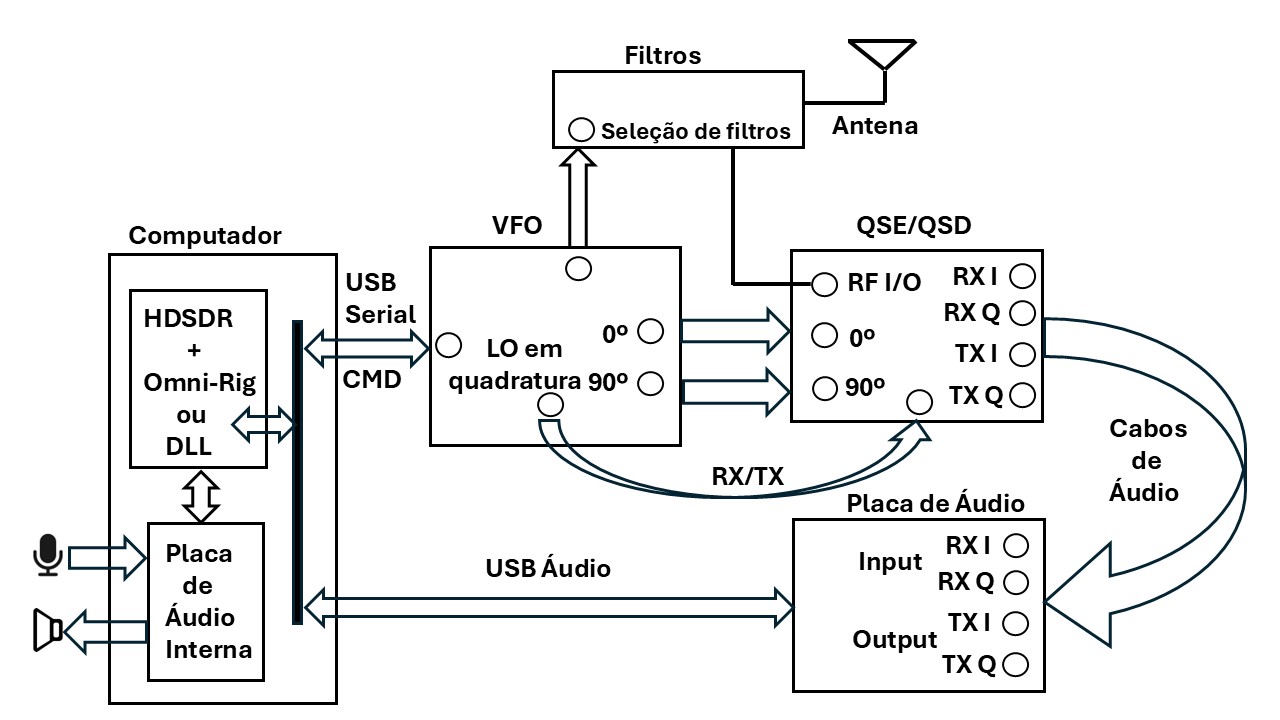 Filtros
Seleção de filtros
Antena
VFO
QSE/QSD
Computador
USB
Serial
CMD
HDSDR
+
Omni-Rig
ou
DLL
LO em
quadratura
0º
90º
RF I/O
0º
90º
RX I
RX Q
TX I
TX Q
RX/TX
Cabos
de
Áudio
Placa
de
Áudio
Interna
USB Áudio
Placa de Áudio
Input
Output
RX I
RX Q
TX I
TX Q